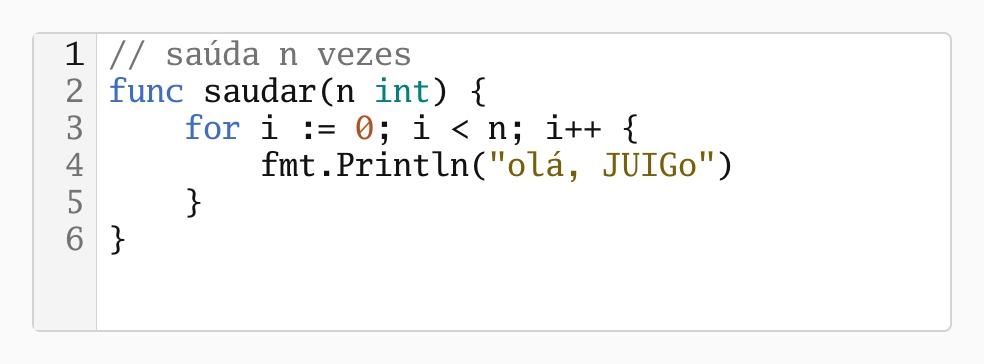 1 // saúda n vezes
2 func saudar(n int) {
3     for i := 0; i < n; i++ {
4         fmt.Println("olá, JUIGo")
5     }
6 }